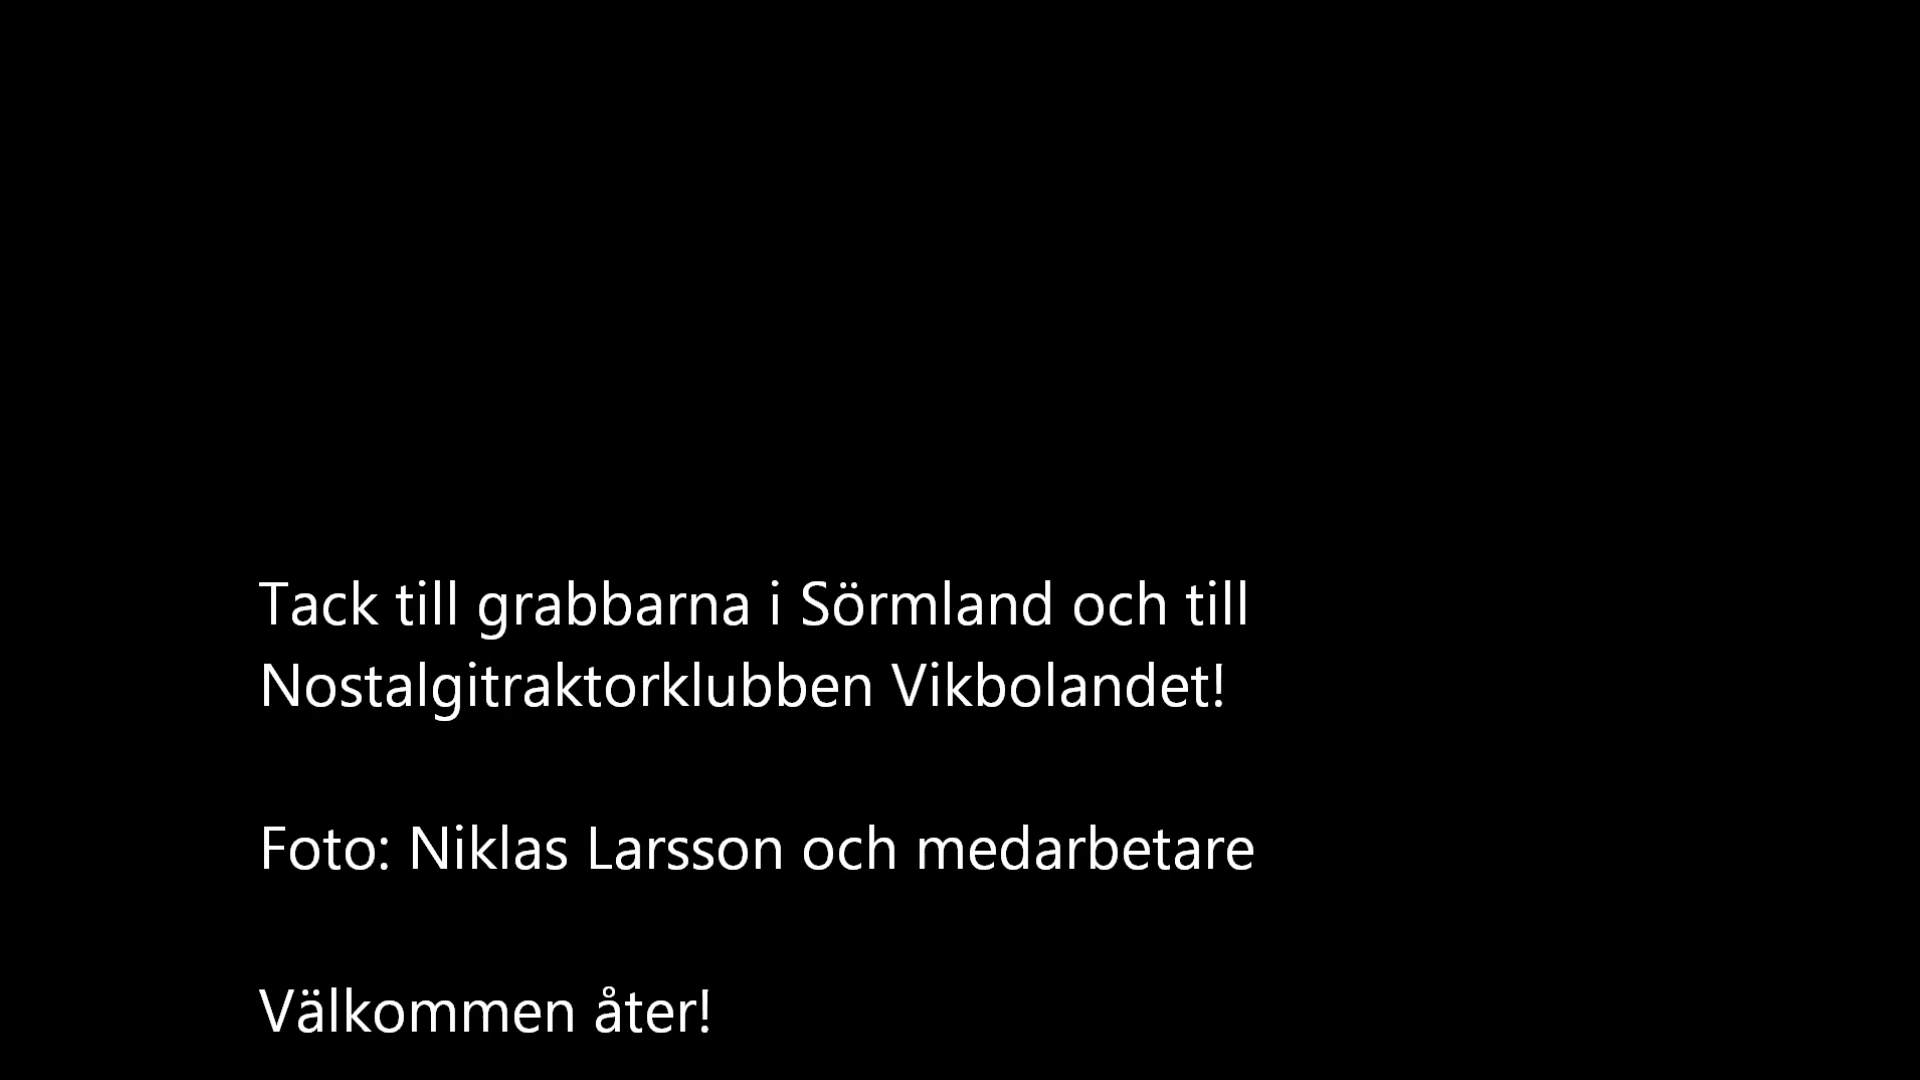 Tack till grabbarna i Sörmland och till
Nostalgitraktorklubben Vikbolandet!
Foto: Niklas Larsson och medarbetare
Välkommen åter!